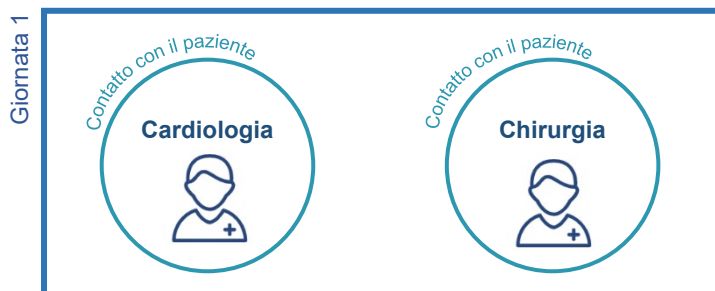 Giornata 1
Contatto con il paziente
Cardiologia
Contatto con il paziente
Chirurgia